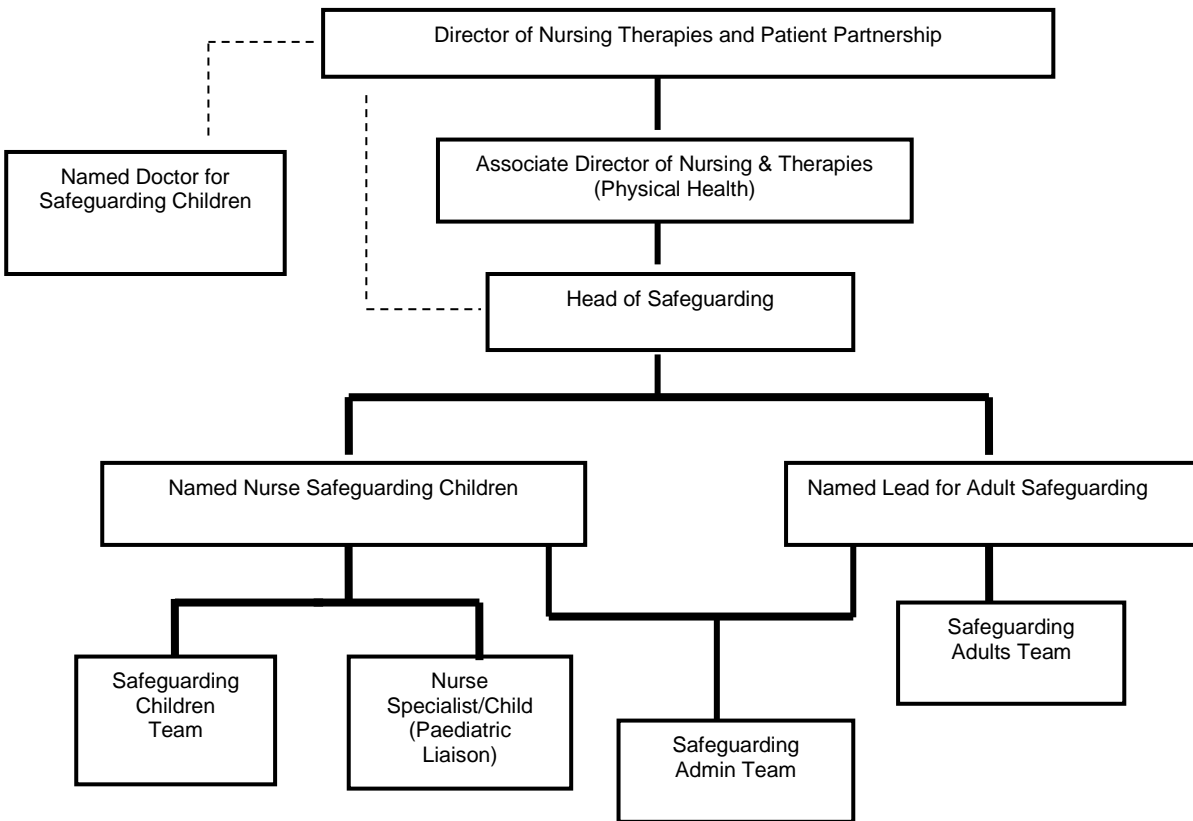 Director of Nursing Therapies and Patient Partnership
Named Doctor for
Safeguarding Children
Associate Director of Nursing & Therapies
(Physical Health)
Head of Safeguarding
Named Nurse Safeguarding Children
Named Lead for Adult Safeguarding
Safeguarding
Children
Team
Nurse
Specialist/Child
(Paediatric
Liaison)
Safeguarding
Admin Team
Safeguarding
Adults Team